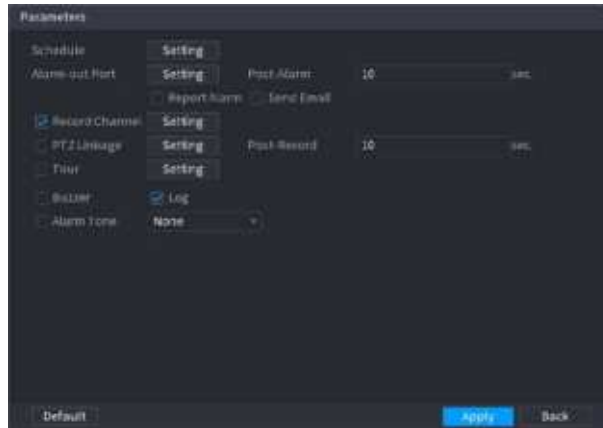 Parameters
Schedule Setting
Alarm-out Port Setting Post-Alarm 10 sec.
Report Alarm Send Email
Record Channel Setting
PTZ Linkage Setting Post-Record 10 sec.
Tour Setting
Buzzer Log
Alarm Tone None
Default Apply Back